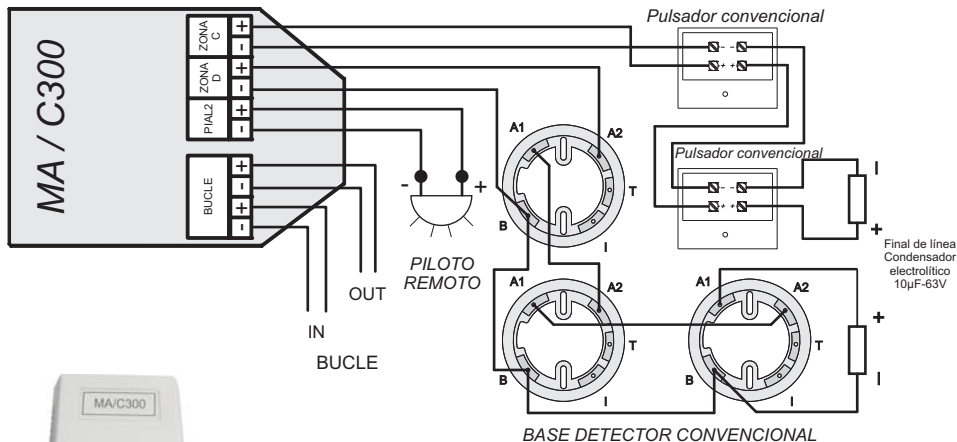 MA / C300
ZONA
C
+
-
ZONA
D
+
-
PIAL2
+
-
BUCLE
+
-
+
-
Pulsador convencional
- -
+ +
Pulsador convencional
- -
+ +
I
+
Final de línea
Condensador
electrolítico
10µF-63V
- +
PILOTO
REMOTO
OUT
IN
BUCLE
A1
A2
T
B
I
A1
A2
T
B
I
A1
A2
T
B
I
+
I
BASE DETECTOR CONVENCIONAL
MA/C300